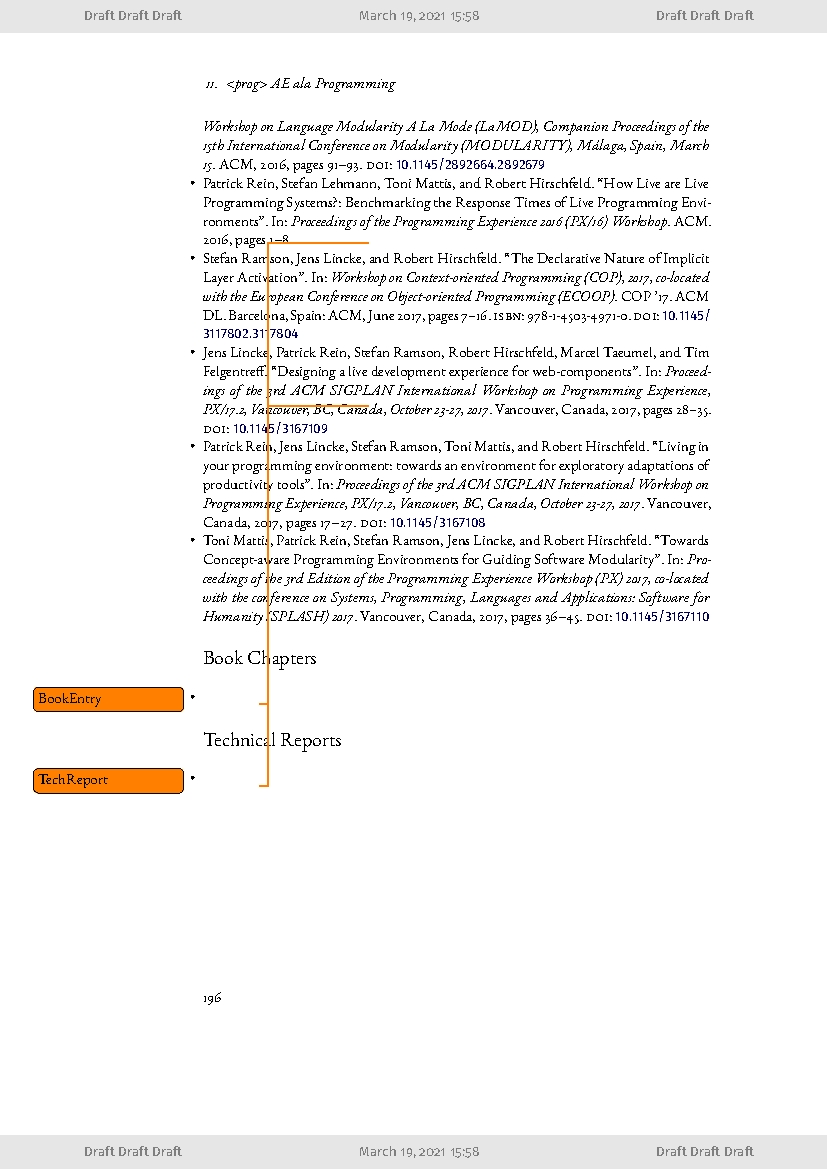 Draft Draft Draft March 19, 2021 15:58 Draft Draft Draft
11. <prog> AE ala Programming
Workshop on Language Modularity A La Mode (LaMOD), Companion Proceedings of the
15th International Conference on Modularity (MODULARITY), Málaga, Spain, March
15. ACM, 2016, pages 91–93. DOI: 10.1145/2892664.2892679
• Patrick Rein, Stefan Lehmann, Toni Mattis, and Robert Hirschfeld. “How Live are Live
Programming Systems?: Benchmarking the Response Times of Live Programming Envi-
ronments”. In: Proceedings of the Programming Experience 2016 (PX/16) Workshop. ACM.
2016, pages 1–8
• Stefan Ramson, Jens Lincke, and Robert Hirschfeld. “The Declarative Nature of Implicit
Layer Activation”. In: Workshop on Context-oriented Programming (COP), 2017, co-located
with the European Conference on Object-oriented Programming (ECOOP). COP ’17. ACM
DL. Barcelona, Spain: ACM, June 2017, pages 7–16. ISBN: 978-1-4503-4971-0. DOI: 10.1145/
3117802.3117804
• Jens Lincke, Patrick Rein, Stefan Ramson, Robert Hirschfeld, Marcel Taeumel, and Tim
Felgentreff. “Designing a live development experience for web-components”. In: Proceed-
ings of the 3rd ACM SIGPLAN International Workshop on Programming Experience,
PX/17.2, Vancouver, BC, Canada, October 23-27, 2017. Vancouver, Canada, 2017, pages 28–35.
DOI: 10.1145/3167109
• Patrick Rein, Jens Lincke, Stefan Ramson, Toni Mattis, and Robert Hirschfeld. “Living in
your programming environment: towards an environment for exploratory adaptations of
productivity tools”. In: Proceedings of the 3rd ACM SIGPLAN International Workshop on
Programming Experience, PX/17.2, Vancouver, BC, Canada, October 23-27, 2017. Vancouver,
Canada, 2017, pages 17–27. DOI: 10.1145/3167108
• Toni Mattis, Patrick Rein, Stefan Ramson, Jens Lincke, and Robert Hirschfeld. “Towards
Concept-aware Programming Environments for Guiding Software Modularity”. In: Pro-
ceedings of the 3rd Edition of the Programming Experience Workshop (PX) 2017, co-located
with the conference on Systems, Programming, Languages and Applications: Software for
Humanity (SPLASH) 2017. Vancouver, Canada, 2017, pages 36–45. DOI: 10.1145/3167110
Book Chapters
BookEntry •
Technical Reports
TechReport •
196
Draft Draft Draft March 19, 2021 15:58 Draft Draft Draft